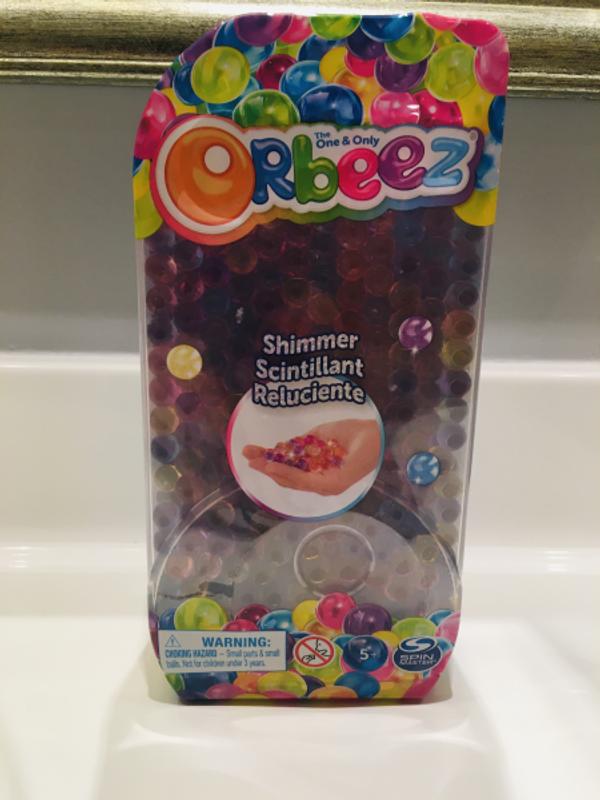 The
One & Only
Orbeez®
Shimmer
Scintillant
Reluciente
WARNING:
CHOKING HAZARD – Small parts & small
balls. Not for children under 3 years.
5+
SPIN
MASTER